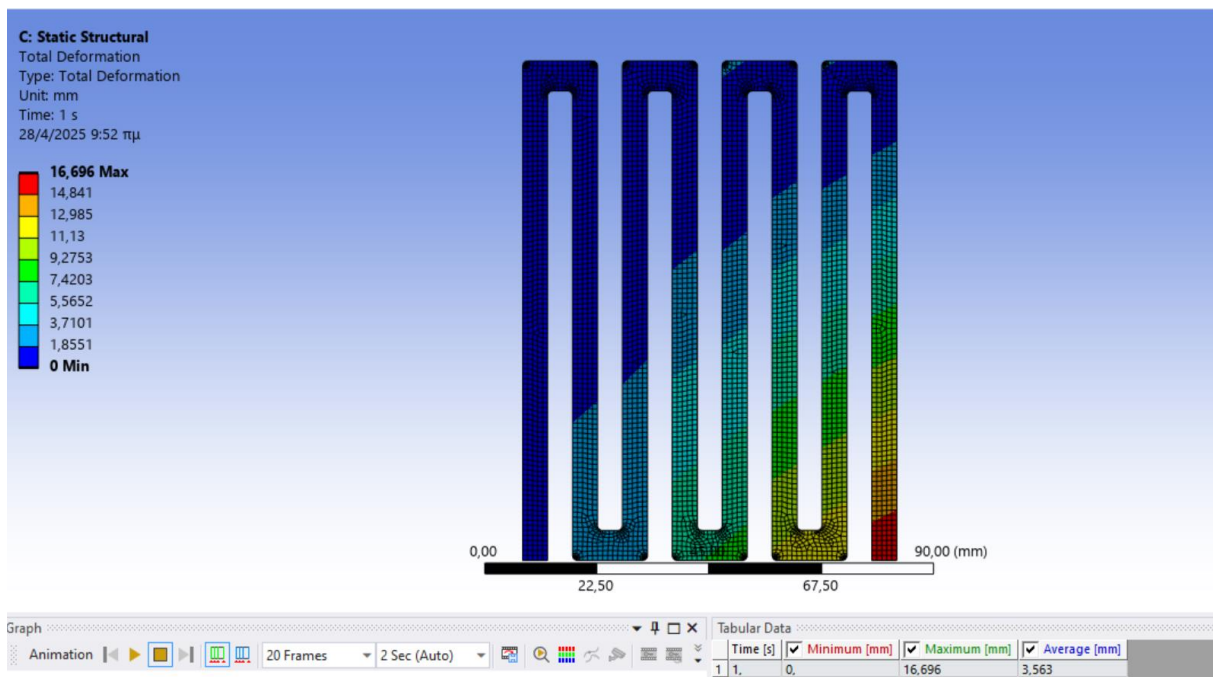 C: Static Structural
Total Deformation
Type: Total Deformation
Unit: mm
Time: 1 s
28/4/2025 9:52 πμ
16,696 Max
14,841
12,985
11,13
9,2753
7,4203
5,5652
3,7101
1,8551
0 Min
0,00
90,00 (mm)
22,50
67,50
Graph
Animation
20 Frames
2 Sec (Auto)
Tabular Data
Time [s] Minimum [mm] Maximum [mm] Average [mm]
1 1, 0, 16,696 3,563